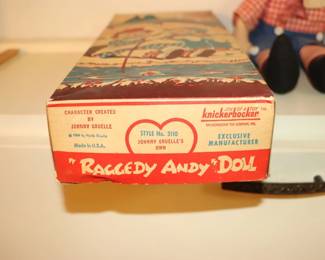 CHARACTER CREATED
BY
JOHNNY GRUELLE
Made in U.S.A.
STYLE No. 3110
JOHNNY GRUELLE'S
OWN
knickerbocker
EXCLUSIVE
MANUFACTURER
"RAGGEDY ANDY" DOLL